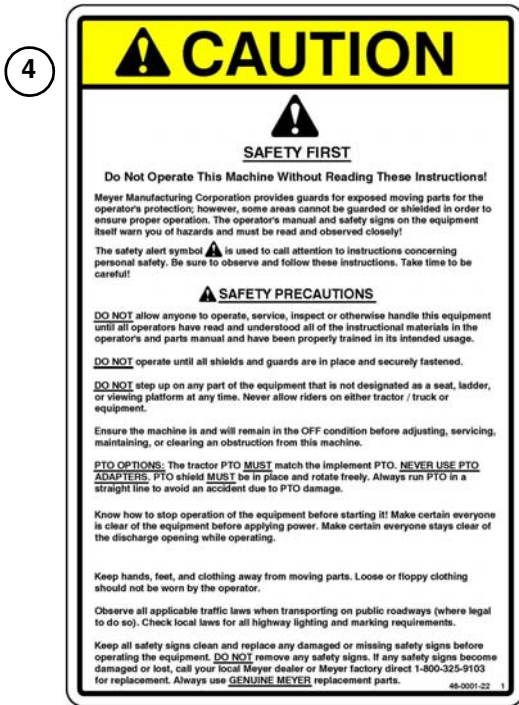 4
CAUTION
SAFETY FIRST
Do Not Operate This Machine Without Reading These Instructions!
Meyer Manufacturing Corporation provides guards for exposed moving parts for the
operator's protection; however, some areas cannot be guarded or shielded in order to
ensure proper operation. The operator's manual and safety signs on the equipment
itself warn you of hazards and must be read and observed closely!
The safety alert symbol is used to call attention to instructions concerning
personal safety. Be sure to observe and follow these instructions. Take time to be
careful!
SAFETY PRECAUTIONS
DO NOT allow anyone to operate, service, inspect or otherwise handle this equipment
until all operators have read and understood all of the instructional materials in the
operator's and parts manual and have been properly trained in its intended usage.
DO NOT operate until all shields and guards are in place and securely fastened.
DO NOT step up on any part of the equipment that is not designated as a seat, ladder,
or viewing platform at any time. Never allow riders on either tractor / truck or
equipment.
Ensure the machine is and will remain in the OFF condition before adjusting, servicing,
maintaining, or clearing an obstruction from this machine.
PTO OPTIONS: The tractor PTO MUST match the implement PTO. NEVER USE PTO
ADAPTERS. PTO shield MUST be in place and rotate freely. Always run PTO in a
straight line to avoid an accident due to PTO damage.
Know how to stop operation of the equipment before starting it! Make certain everyone
is clear of the equipment before applying power. Make certain everyone stays clear of
the discharge opening while operating.
Keep hands, feet, and clothing away from moving parts. Loose or floppy clothing
should not be worn by the operator.
Observe all applicable traffic laws when transporting on public roadways (where legal
to do so). Check local laws for all highway lighting and marking requirements.
Keep all safety signs clean and replace any damaged or missing safety signs before
operating the equipment. DO NOT remove any safety signs. If any safety signs become
damaged or lost, call your local Meyer dealer or Meyer factory direct 1-800-325-9103
for replacement. Always use GENUINE MEYER replacement parts.
46-0001-22 1